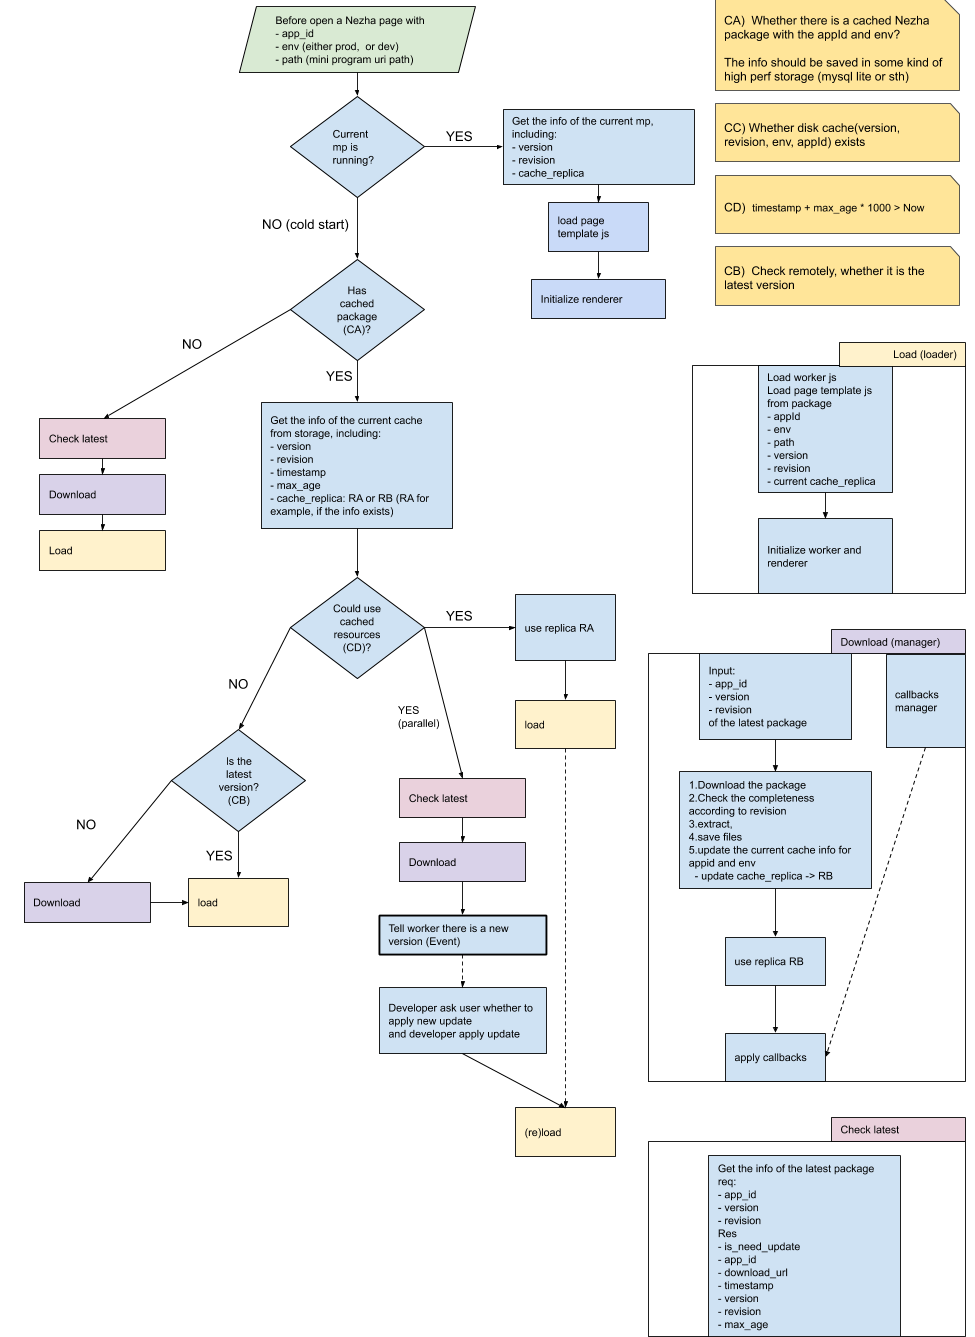 Before open a Nezha page with
- app_id
- env (either prod,  or dev)
- path (mini program uri path)
Current
mp is
running?
YES
Get the info of the current mp,
including:
- version
- revision
- cache_replica
load page
template js
Initialize renderer
NO (cold start)
Has
cached
package
(CA)?
NO
YES
Check latest
Download
Load
Get the info of the current cache
from storage, including:
- version
- revision
- timestamp
- max_age
- cache_replica: RA or RB (RA for
example, if the info exists)
Could use
cached
resources
(CD)?
YES
use replica RA
load
NO
YES
(parallel)
Is the
latest
version?
(CB)
NO
YES
Download
load
Check latest
Download
Tell worker there is a new
version (Event)
Developer ask user whether to
apply new update
and developer apply update
(re)load
CA)  Whether there is a cached Nezha
package with the appId and env?
The info should be saved in some kind of
high perf storage (mysql lite or sth)
CC) Whether disk cache(version,
revision, env, appId) exists
CD)  timestamp + max_age * 1000 > Now
CB)  Check remotely, whether it is the
latest version
Load (loader)
Load worker js
Load page template js
from package
- appId
- env
- path
- version
- revision
- current cache_replica
Initialize worker and
renderer
Download (manager)
Input:
- app_id
- version
- revision
of the latest package
callbacks
manager
1.Download the package
2.Check the completeness
according to revision
3.extract,
4.save files
5.update the current cache info for
appid and env
- update cache_replica -> RB
use replica RB
apply callbacks
Check latest
Get the info of the latest package
req:
- app_id
- version
- revision
Res
- is_need_update
- app_id
- download_url
- timestamp
- version
- revision
- max_age